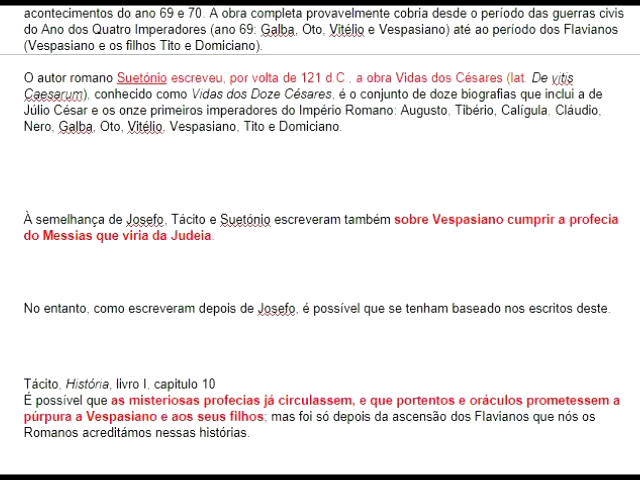 acontecimentos do ano 69 e 70. A obra completa provavelmente cobria desde o período das guerras civis
do Ano dos Quatro Imperadores (ano 69: Galba, Oto, Vitélio e Vespasiano) até ao período dos Flavianos
(Vespasiano e os filhos Tito e Domiciano).
O autor romano Suetónio escreveu, por volta de 121 d.C., a obra Vidas dos Césares (lat. De vitis
Caesarum), conhecido como Vidas dos Doze Césares, é o conjunto de doze biografias que inclui a de
Júlio César e os onze primeiros imperadores do Império Romano: Augusto, Tibério, Calígula, Cláudio,
Nero, Galba, Oto, Vitélio, Vespasiano, Tito e Domiciano.
À semelhança de Josefo, Tácito e Suetónio escreveram também sobre Vespasiano cumprir a profecia
do Messias que viria da Judeia.
No entanto, como escreveram depois de Josefo, é possível que se tenham baseado nos escritos deste.
Tácito, História, livro I, capitulo 10
É possível que as misteriosas profecias já circulassem, e que portentos e oráculos prometessem a
púrpura a Vespasiano e aos seus filhos; mas foi só depois da ascensão dos Flavianos que nós os
Romanos acreditámos nessas histórias.